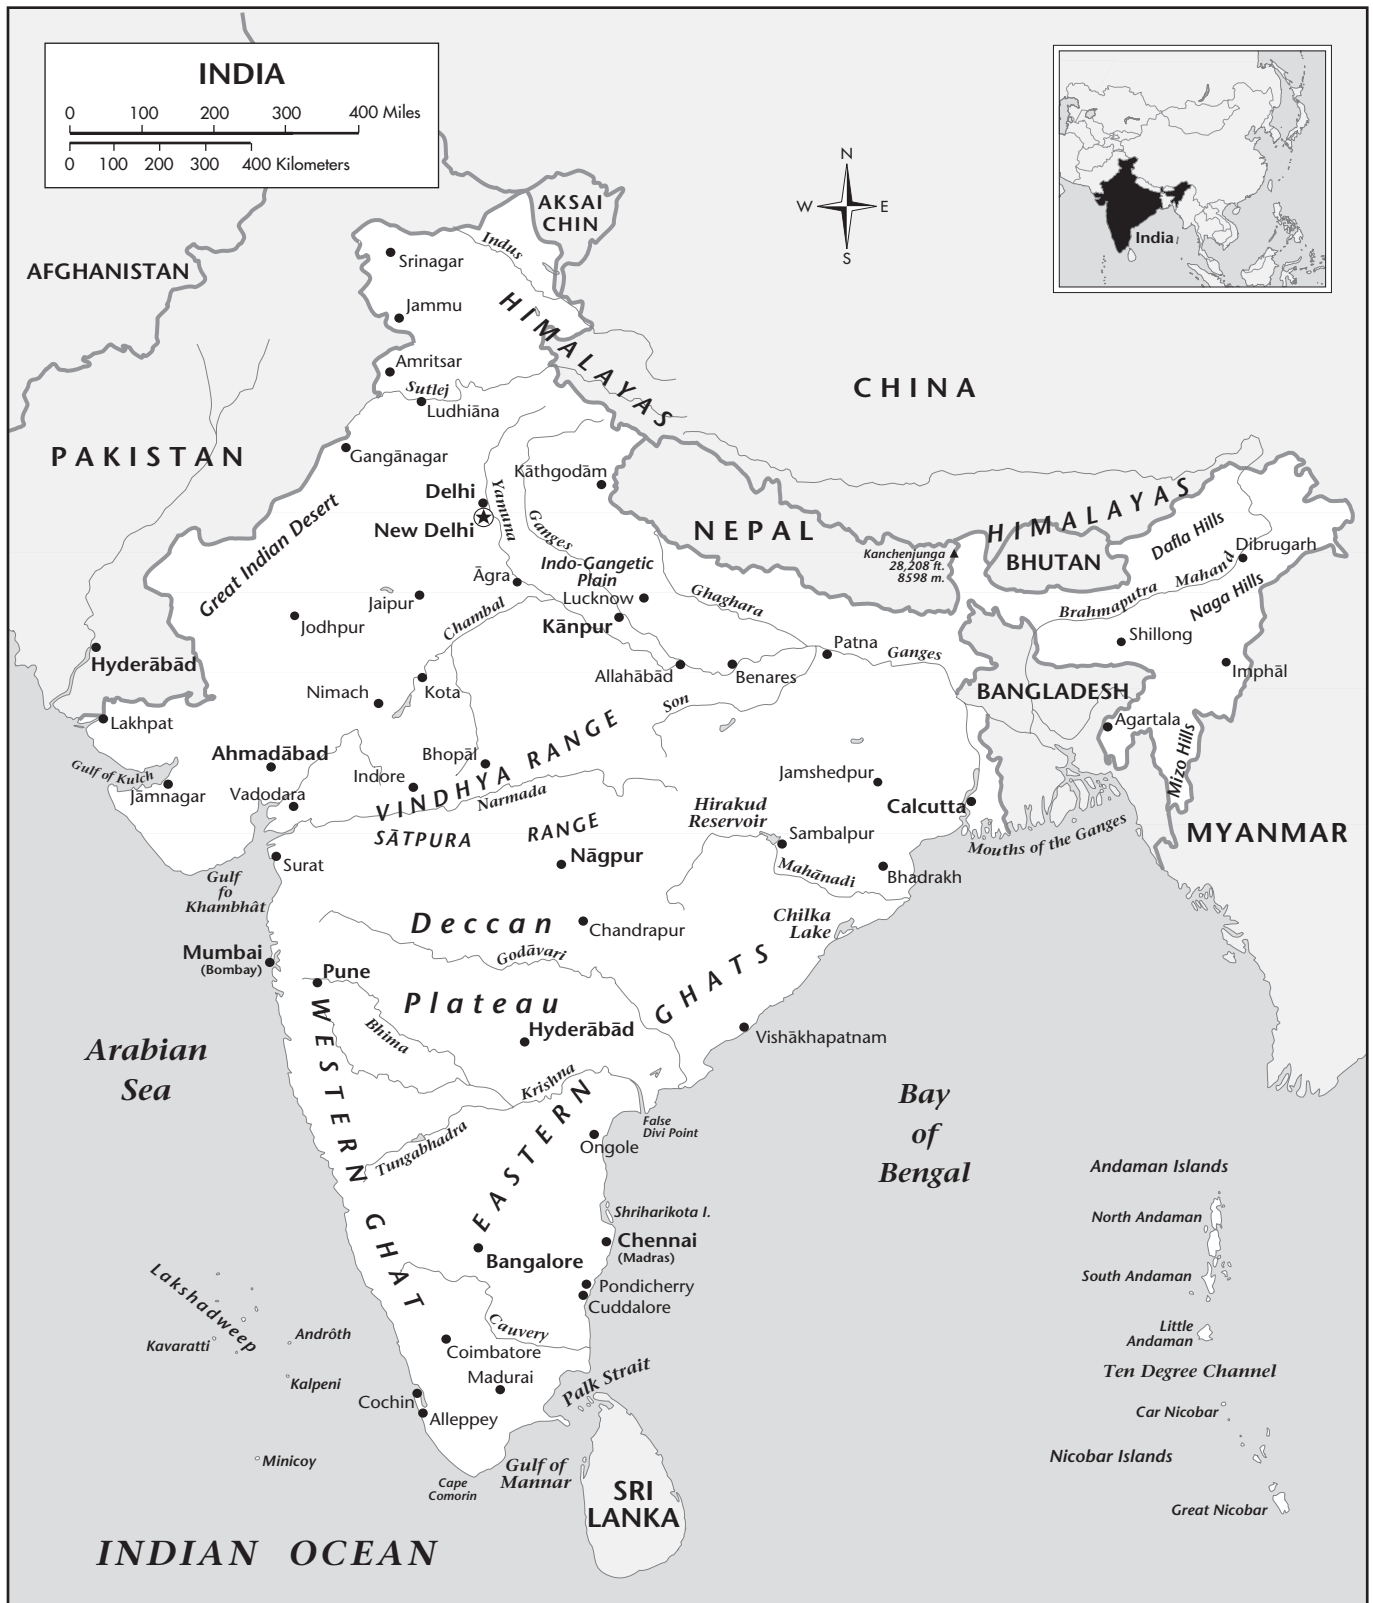 INDIA
0 100 200 300 400 Miles
0 100 200 300 400 Kilometers
N
W E
S
India
AKSAI
CHIN
Indus
AFGHANISTAN
Srinagar
Jammu
HIMALAYAS
Amritsar
Sutlej
Ludhiāna
CHINA
PAKISTAN
Gangānagar
Kāthgodām
Delhi
Yamuna
New Delhi
Ganges
NEPAL
HIMALAYAS
Great Indian Desert
Kanchenjunga
28,208 ft.
8598 m.
BHUTAN
Dafla Hills
Dibrugarh
Indo-Gangetic
Plain
Āgra
Lucknow
Ghaghara
Jaipur
Chambal
Brahmaputra
Mahand
Naga Hills
Jodhpur
Kānpur
Shillong
Patna
Ganges
Hyderābād
Imphāl
Allahābād
Benares
Nimach
Kota
BANGLADESH
Son
Lakhpat
Agartala
Ahmadābad
Bhopāl
VINDHYA RANGE
Mizo Hills
Gulf of Kulch
Indore
Jamshedpur
Jāmnagar
Vadodara
Narmada
Hirakud
Reservoir
Calcutta
SĀTPURA RANGE
Sambalpur
Mouths of the Ganges
MYANMAR
Nāgpur
Surat
Mahānadi
Bhadrakh
Gulf
fo
Khambhât
Deccan
Chandrapur
Chilka
Lake
Mumbai
(Bombay)
Godāvari
Pune
Plateau
GHATS
Bhima
Hyderābād
Vishākhapatnam
Arabian
Sea
WESTERN GHAT
Krishna
EASTERN
Bay
of
Bengal
False
Divi Point
Tungabhadra
Ongole
Andaman Islands
Shriharikota I.
North Andaman
Chennai
(Madras)
Bangalore
South Andaman
Lakshadweep
Pondicherry
Cuddalore
Cauvery
Little
Andaman
Androth
Kavaratti
Coimbatore
Ten Degree Channel
Madurai
Palk Strait
Kalpeni
Cochin
Car Nicobar
Alleppey
Nicobar Islands
Minicoy
Gulf of
Mannar
Cape
Comorin
SRI
LANKA
Great Nicobar
INDIAN OCEAN